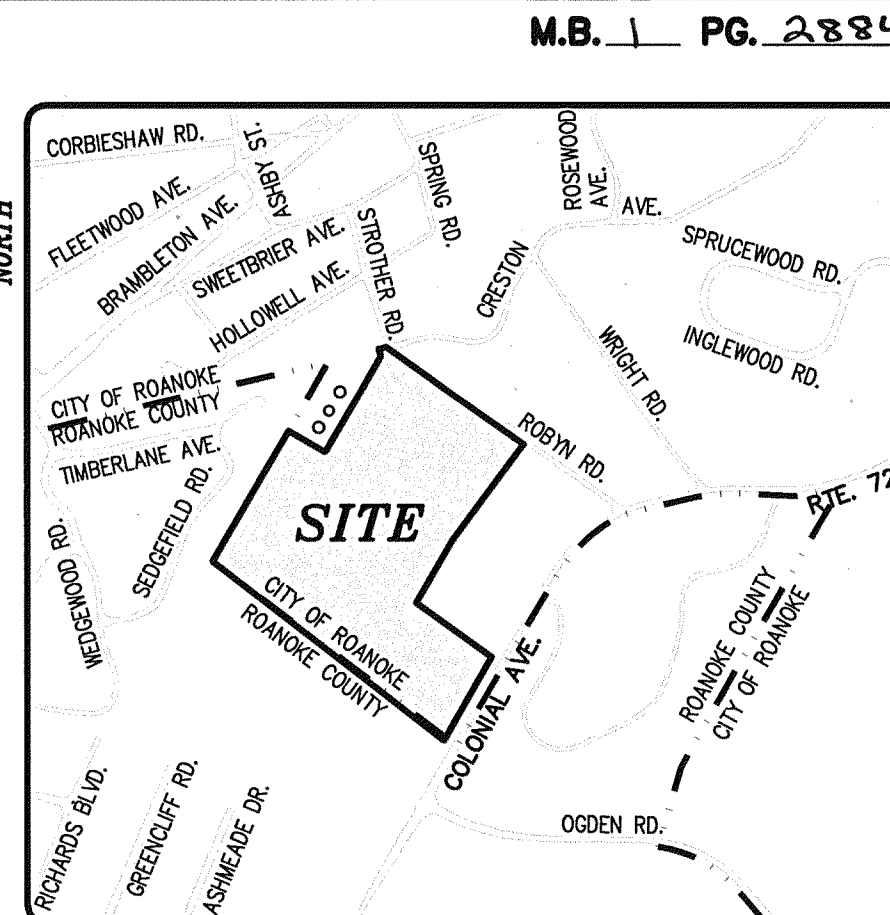 M.B. 1 PG. 2884
NORTH
CORBIESHAW RD.
ASHBY ST.
SPRING RD.
ROSEWOOD
AVE.
AVE.
FLEETWOOD AVE.
BRAMBLETON AVE.
SWEETBRIER AVE.
STROTHER RD.
CRESTON
SPRUCEWOOD RD.
HOLLOWELL AVE.
WRIGHT RD.
INGLEWOOD RD.
CITY OF ROANOKE
ROANOKE COUNTY
TIMBERLANE AVE.
ROBYN RD.
SEDGEFIELD RD.
RTE. 72
SITE
WEDGEWOOD RD.
CITY OF ROANOKE
ROANOKE COUNTY
ROANOKE COUNTY
CITY OF ROANOKE
COLONIAL AVE.
RICHARDS BLVD.
GREENCLIFF RD.
ASHMEADE DR.
OGDEN RD.